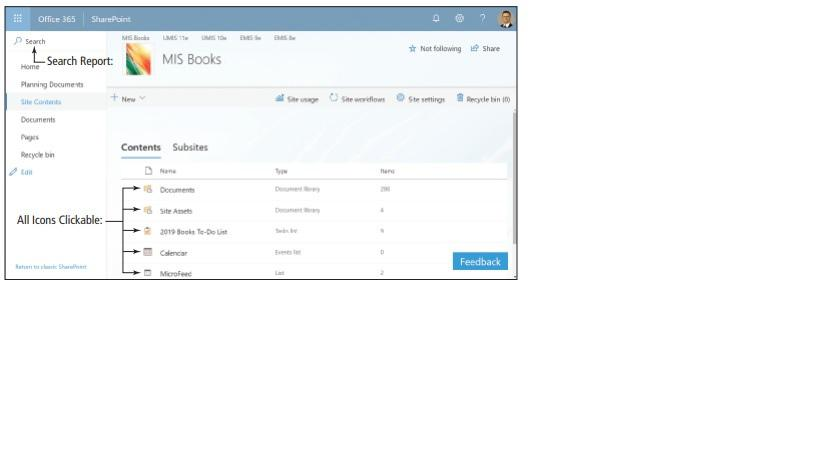 Office 365 SharePoint ?
Search
MIS Books UMIS 11e UMIS 10e EMIS 9e EMIS 8e
MIS Books
Not following Share
Search Report:
Home
Planning Documents
Site Contents
Documents
Pages
Recycle bin
Edit
New
Site usage Site workflows Site settings Recycle bin (0)
Contents Subsites
Name Type Items
Documents Document library 298
Site Assets Document library 4
2019 Books To-Do List Tasks list 9
Calendar Events list 0
MicroFeed List 2
All Icons Clickable:
Feedback
Return to classic SharePoint